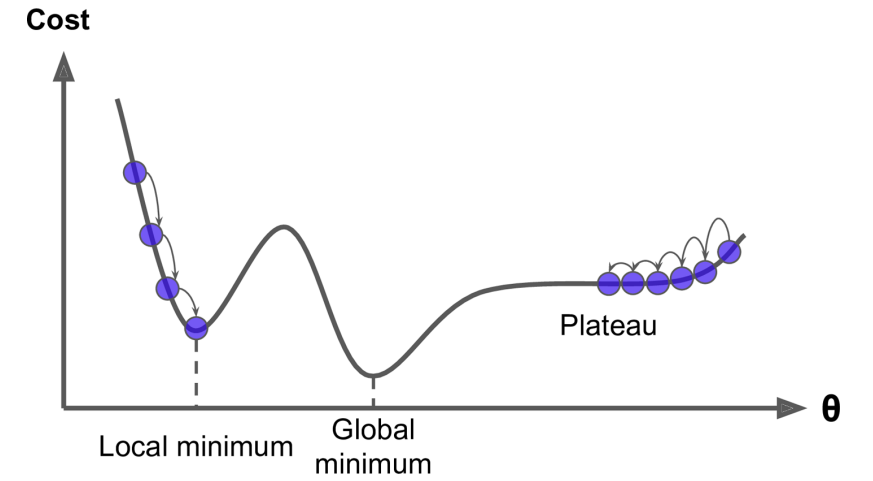 Cost
Plateau
θ
Local minimum
Global
minimum